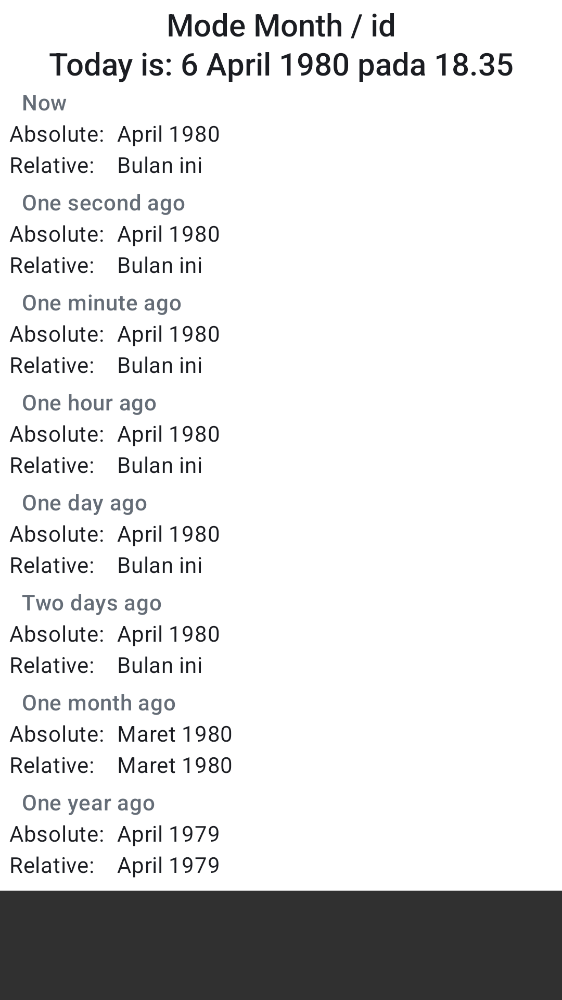 Mode Month / id
Today is: 6 April 1980 pada 18.35
Now
Absolute: April 1980
Relative: Bulan ini
One second ago
Absolute: April 1980
Relative: Bulan ini
One minute ago
Absolute: April 1980
Relative: Bulan ini
One hour ago
Absolute: April 1980
Relative: Bulan ini
One day ago
Absolute: April 1980
Relative: Bulan ini
Two days ago
Absolute: April 1980
Relative: Bulan ini
One month ago
Absolute: Maret 1980
Relative: Maret 1980
One year ago
Absolute: April 1979
Relative: April 1979